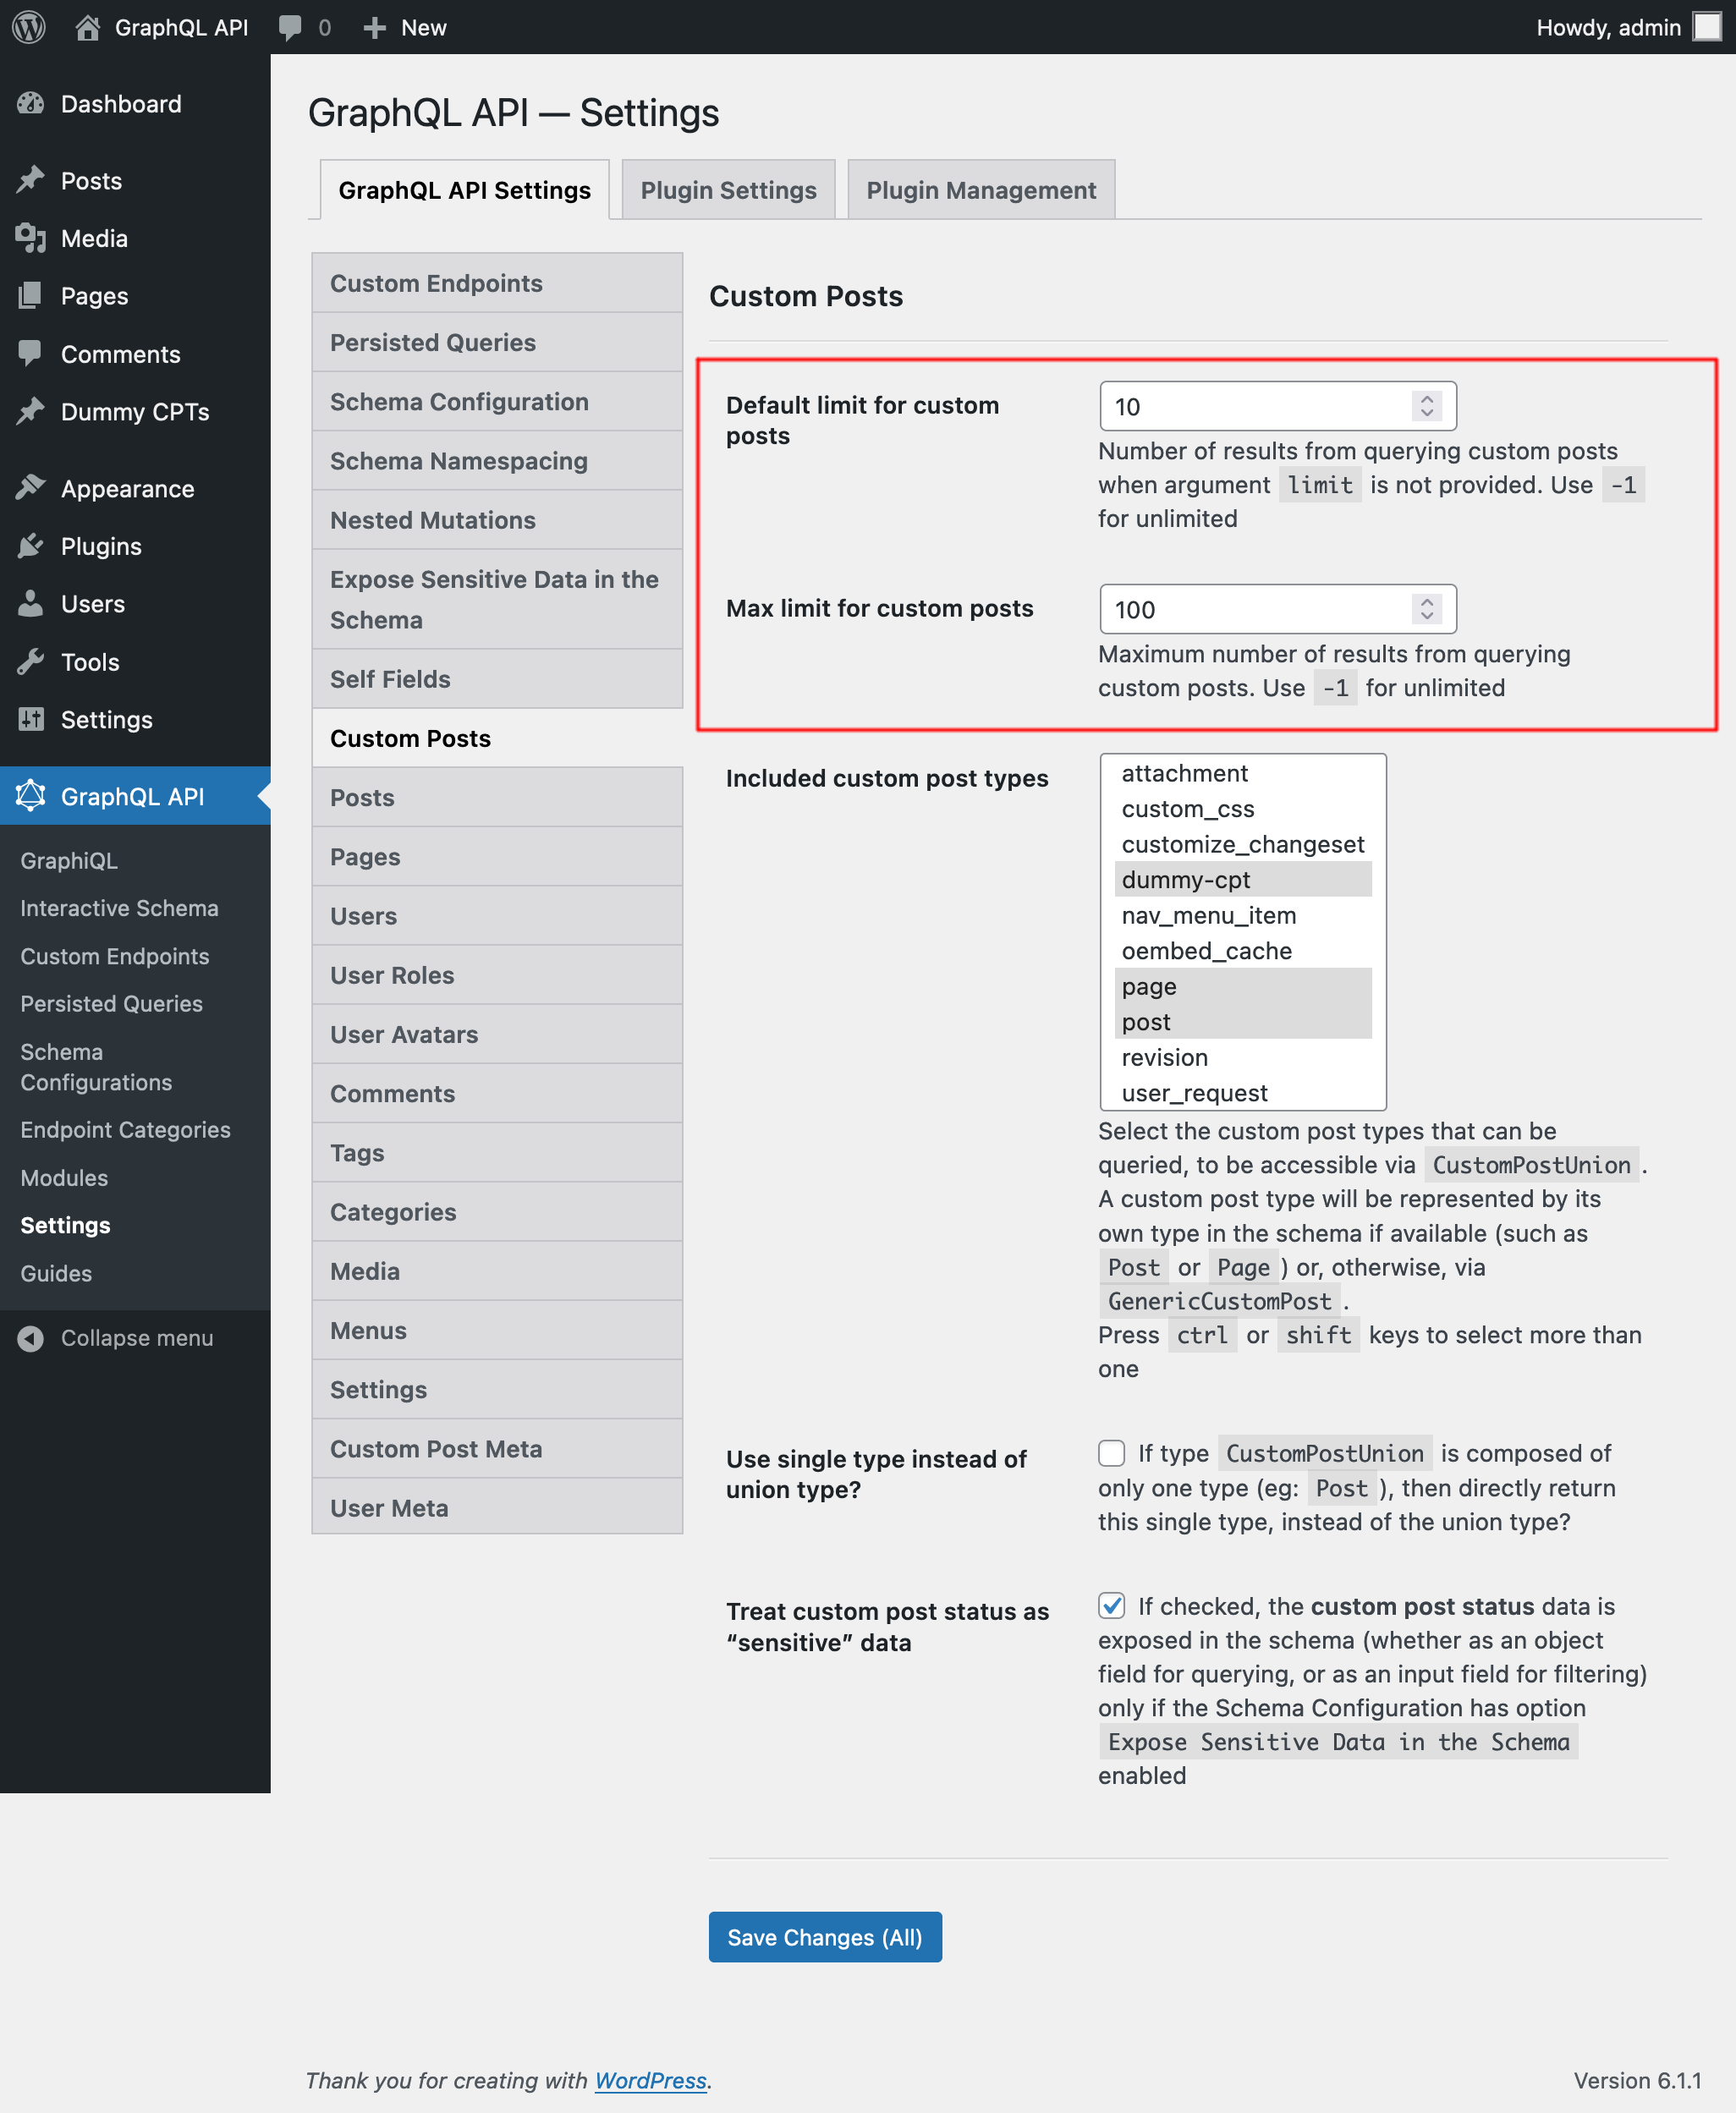 GraphQL API 0 New Howdy, admin
Dashboard
Posts
Media
Pages
Comments
Dummy CPTs
Appearance
Plugins
Users
Tools
Settings
GraphQL API
GraphiQL
Interactive Schema
Custom Endpoints
Persisted Queries
Schema
Configurations
Endpoint Categories
Modules
Settings
Guides
Collapse menu
GraphQL API — Settings
GraphQL API Settings Plugin Settings Plugin Management
Custom Endpoints
Persisted Queries
Schema Configuration
Schema Namespacing
Nested Mutations
Expose Sensitive Data in the
Schema
Self Fields
Custom Posts
Posts
Pages
Users
User Roles
User Avatars
Comments
Tags
Categories
Media
Menus
Settings
Custom Post Meta
User Meta
Custom Posts
Default limit for custom
posts
10
Number of results from querying custom posts
when argument limit is not provided. Use -1
for unlimited
Max limit for custom posts
100
Maximum number of results from querying
custom posts. Use -1 for unlimited
Included custom post types
attachment
custom_css
customize_changeset
dummy-cpt
nav_menu_item
oembed_cache
page
post
revision
user_request
Select the custom post types that can be
queried, to be accessible via CustomPostUnion .
A custom post type will be represented by its
own type in the schema if available (such as
Post or Page ) or, otherwise, via
GenericCustomPost .
Press ctrl or shift keys to select more than
one
Use single type instead of
union type?
If type CustomPostUnion is composed of
only one type (eg: Post ), then directly return
this single type, instead of the union type?
Treat custom post status as
“sensitive” data
If checked, the custom post status data is
exposed in the schema (whether as an object
field for querying, or as an input field for filtering)
only if the Schema Configuration has option
Expose Sensitive Data in the Schema
enabled
Save Changes (All)
Thank you for creating with WordPress. Version 6.1.1